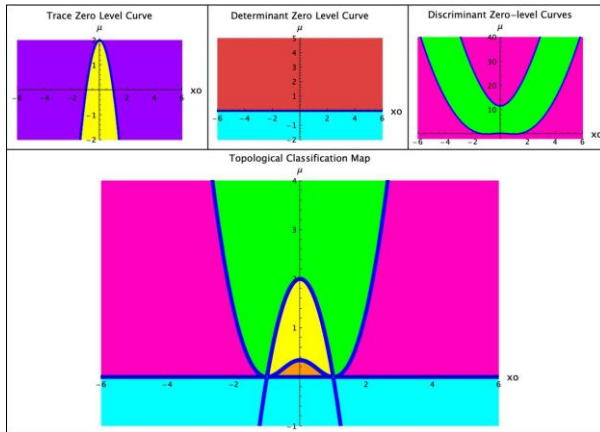 Trace Zero Level Curve
μ
2
1
-6 -4 -2 2 4 6 xo
-1
-2
Determinant Zero Level Curve
μ
5
4
3
2
1
-6 -4 -2 2 4 6 xo
-1
-2
Discriminant Zero-level Curves
μ
40
30
20
10
-6 -4 -2 2 4 6 xo
Topological Classification Map
μ
4
3
2
1
-6 -4 -2 2 4 6 xo
-1